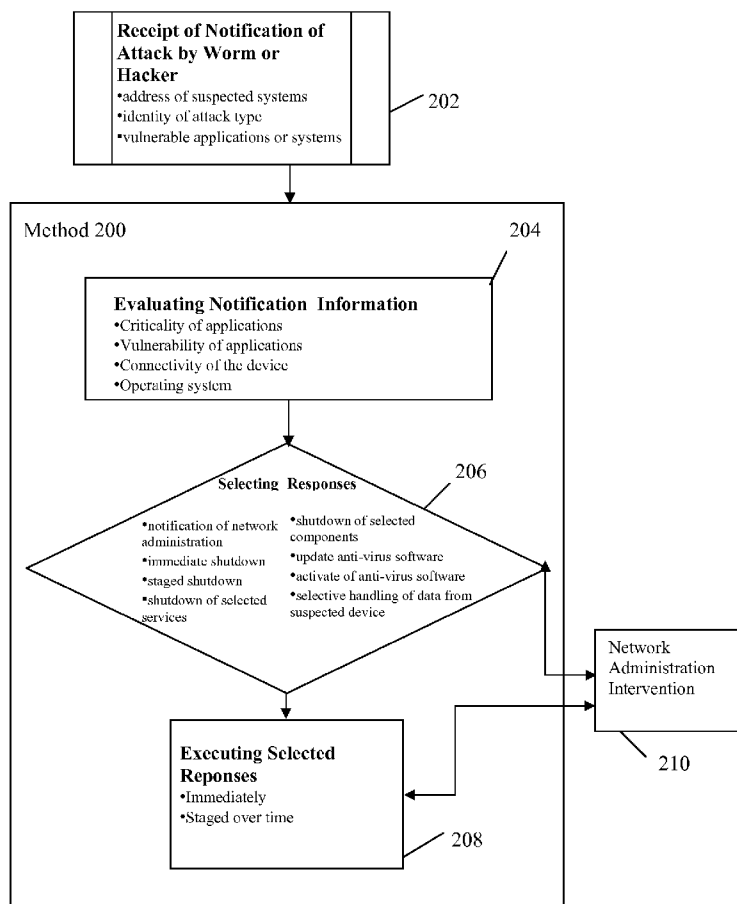 Receipt of Notification of
Attack by Worm or
Hacker
•address of suspected systems
•identity of attack type
▪vulnerable applications or systems
202
Method 200
204
Evaluating Notification Information
•Criticality of applications
•Vulnerability of applications
•Connectivity of the device
•Operating system
206
Selecting Responses
•notification of network
administration
•immediate shutdown
•staged shutdown
▪shutdown of selected
services
•shutdown of selected
components
•update anti-virus software
•activate of anti-virus software
•selective handling of data from
suspected device
Network
Administration
Intervention
210
Executing Selected
Reponses
•Immediately
•Staged over time
208